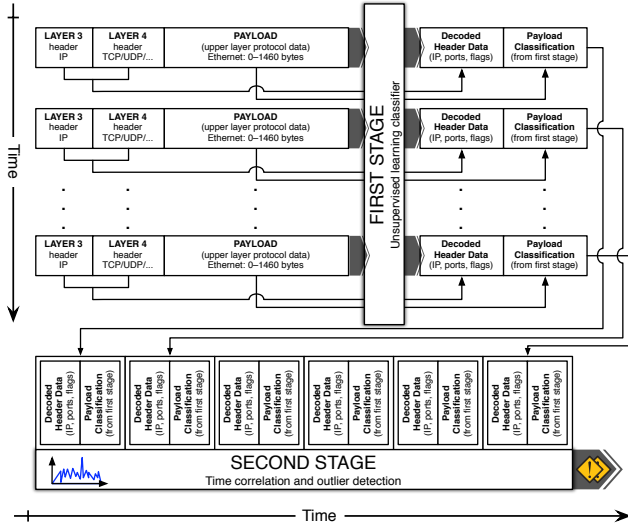 LAYER 3 LAYER 4 PAYLOAD Decoded Payload
header header (upper layer protocol data) Header Data Classification
IP TCP/UDP/... Ethernet: 0–1460 bytes (IP, ports, flags) (from first stage)
LAYER 3 LAYER 4 PAYLOAD Decoded Payload
header header (upper layer protocol data) Header Data Classification
IP TCP/UDP/... Ethernet: 0–1460 bytes (IP, ports, flags) (from first stage)
LAYER 3 LAYER 4 PAYLOAD Decoded Payload
header header (upper layer protocol data) Header Data Classification
IP TCP/UDP/... Ethernet: 0–1460 bytes (IP, ports, flags) (from first stage)
Time
FIRST STAGE
Unsupervised learning classifier
Decoded
Header Data
(IP, ports, flags)
Payload
Classification
(from first stage)
Decoded
Header Data
(IP, ports, flags)
Payload
Classification
(from first stage)
Decoded
Header Data
(IP, ports, flags)
Payload
Classification
(from first stage)
Decoded
Header Data
(IP, ports, flags)
Payload
Classification
(from first stage)
Decoded
Header Data
(IP, ports, flags)
Payload
Classification
(from first stage)
Decoded
Header Data
(IP, ports, flags)
Payload
Classification
(from first stage)
SECOND STAGE
Time correlation and outlier detection
!
Time